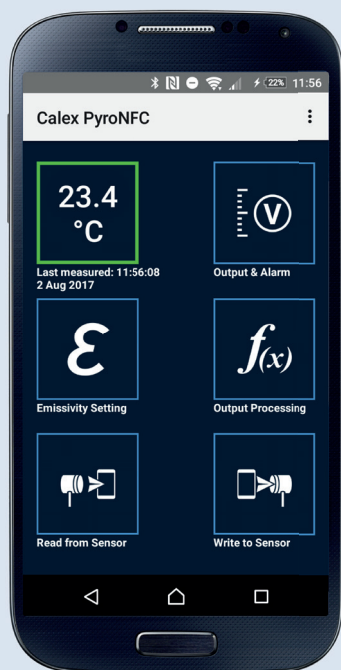 22% 11:56
Calex PyroNFC
23.4
°C
V
Last measured: 11:56:08
2 Aug 2017
Output & Alarm
ε
f(x)
Emissivity Setting
Output Processing
Read from Sensor
Write to Sensor